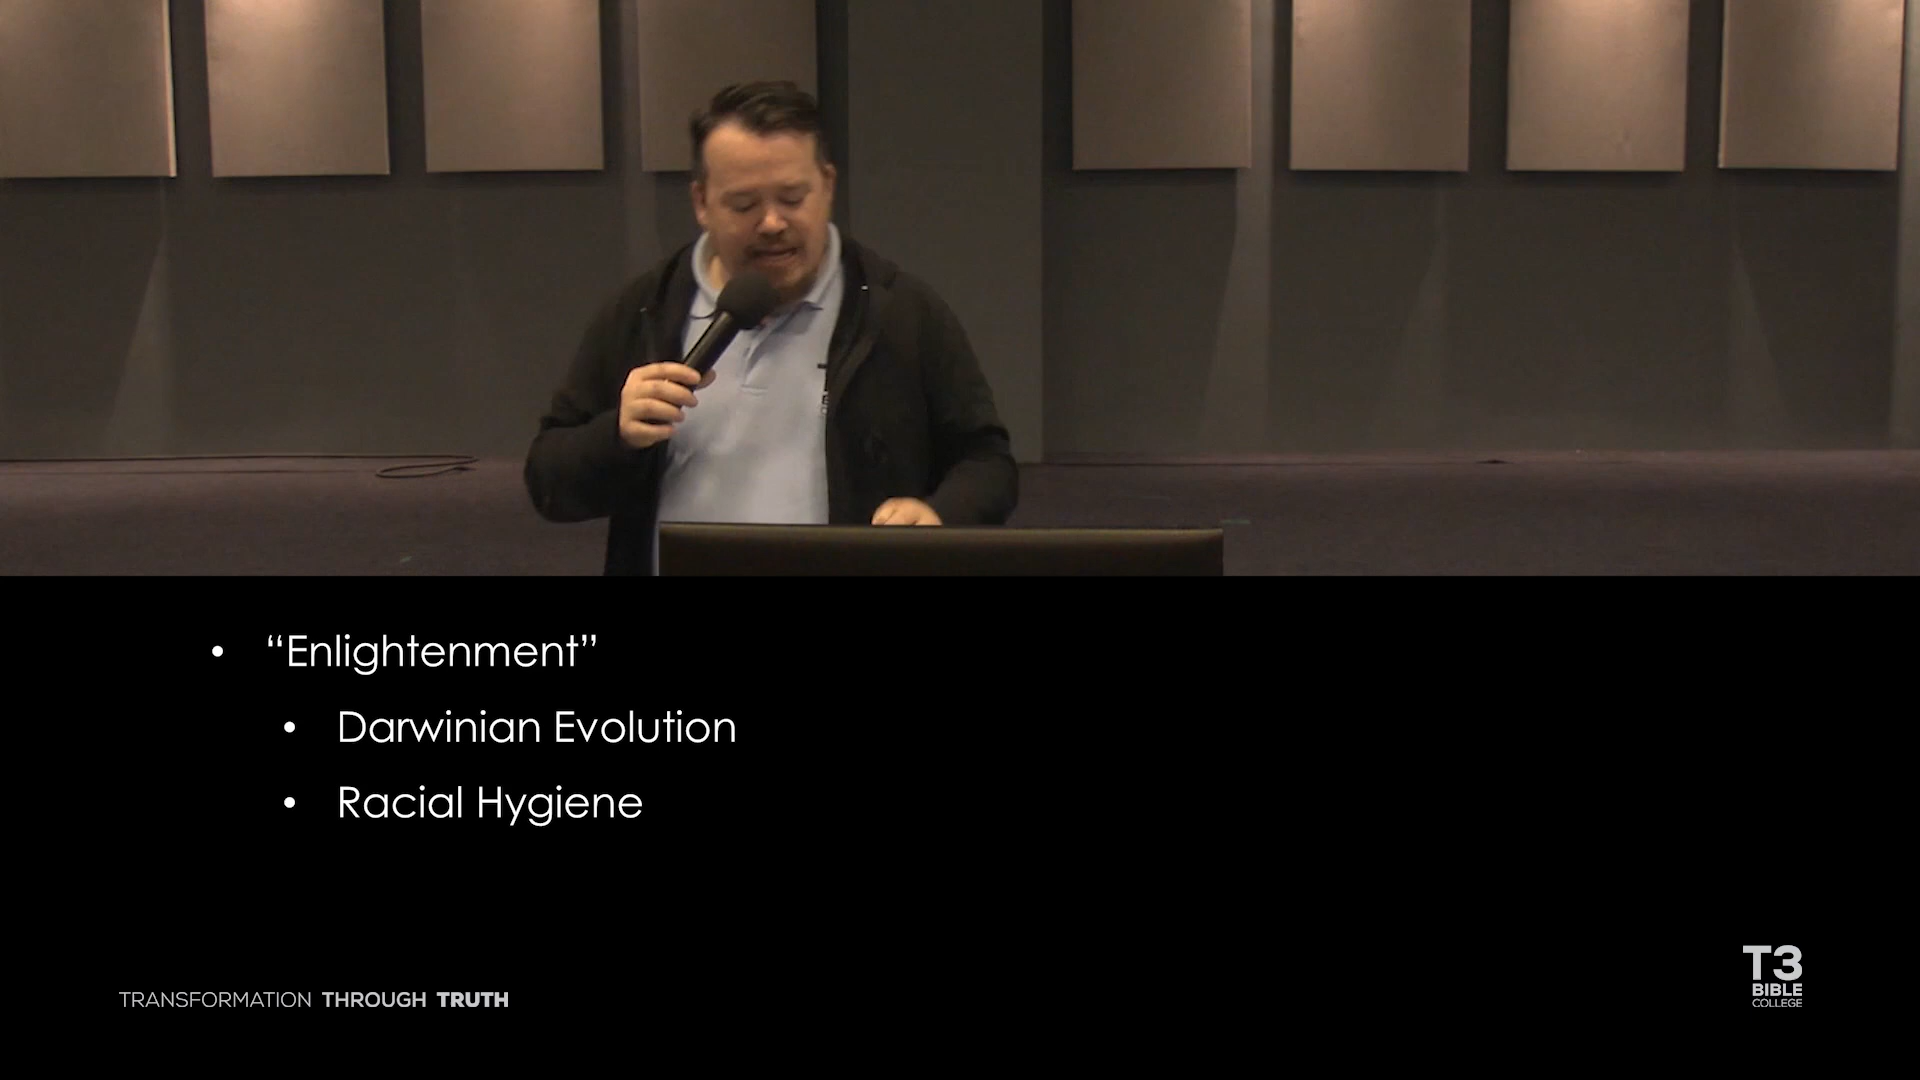 “Enlightenment”
Darwinian Evolution
Racial Hygiene
TRANSFORMATION THROUGH TRUTH
T3
BIBLE
COLLEGE